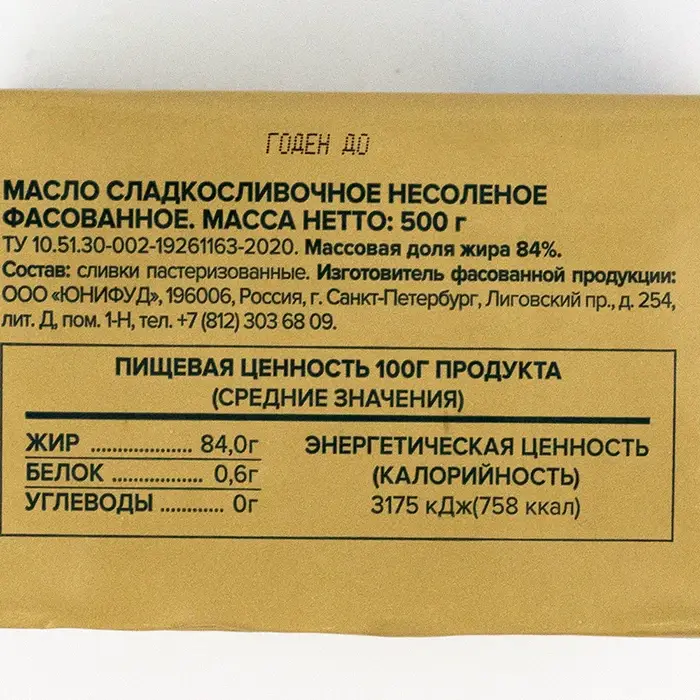 ГОДЕН ДО
МАСЛО СЛАДКОСЛИВОЧНОЕ НЕСОЛЕНОЕ
ФАСОВАННОЕ. МАССА НЕТТО: 500 г
ТУ 10.51.30-002-19261163-2020. Массовая доля жира 84%.
Состав: сливки пастеризованные. Изготовитель фасованной продукции:
ООО «ЮНИФУД», 196006, Россия, г. Санкт-Петербург, Лиговский пр., д. 254,
лит. Д, пом. 1-Н, тел. +7 (812) 303 68 09.
ПИЩЕВАЯ ЦЕННОСТЬ 100Г ПРОДУКТА
(СРЕДНИЕ ЗНАЧЕНИЯ)
ЖИР .................... 84,0г
БЕЛОК ................. 0,6г
УГЛЕВОДЫ ............ 0г
ЭНЕРГЕТИЧЕСКАЯ ЦЕННОСТЬ
(КАЛОРИЙНОСТЬ)
3175 кДж(758 ккал)